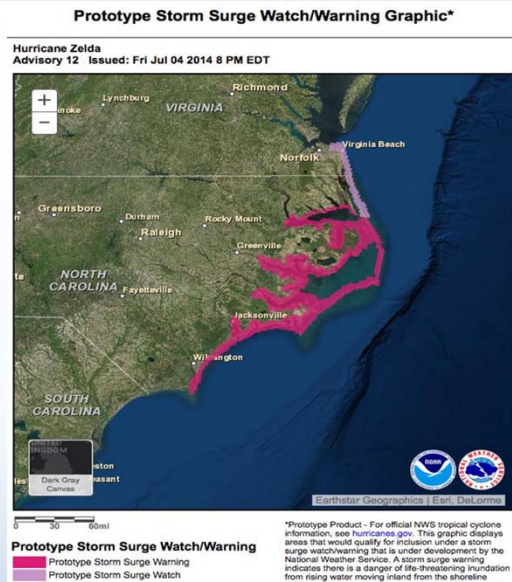 Prototype Storm Surge Watch/Warning Graphic*
Hurricane Zelda
Advisory 12 Issued: Fri Jul 04 2014 8 PM EDT
+
−
Lynchburg
Richmond
VIRGINIA
noke
Virginia Beach
Norfolk
Greensboro
Durham
Rocky Mount
Raleigh
Greenville
NORTH
CAROLINA
Fayetteville
Jacksonville
Wilmington
SOUTH
CAROLINA
Dark Gray
Canvas
ston
asant
NOAA
Earthstar Geographics | Esri, DeLorme
0 30 60mi
Prototype Storm Surge Watch/Warning
Prototype Storm Surge Warning
Prototype Storm Surge Watch
*Prototype Product - For official NWS tropical cyclone
information, see hurricanes.gov. This graphic displays
areas that would qualify for inclusion under a storm
surge watch/warning that is under development by the
National Weather Service. A storm surge warning
indicates there is a danger of life-threatening inundation
from rising water moving inland from the shoreline